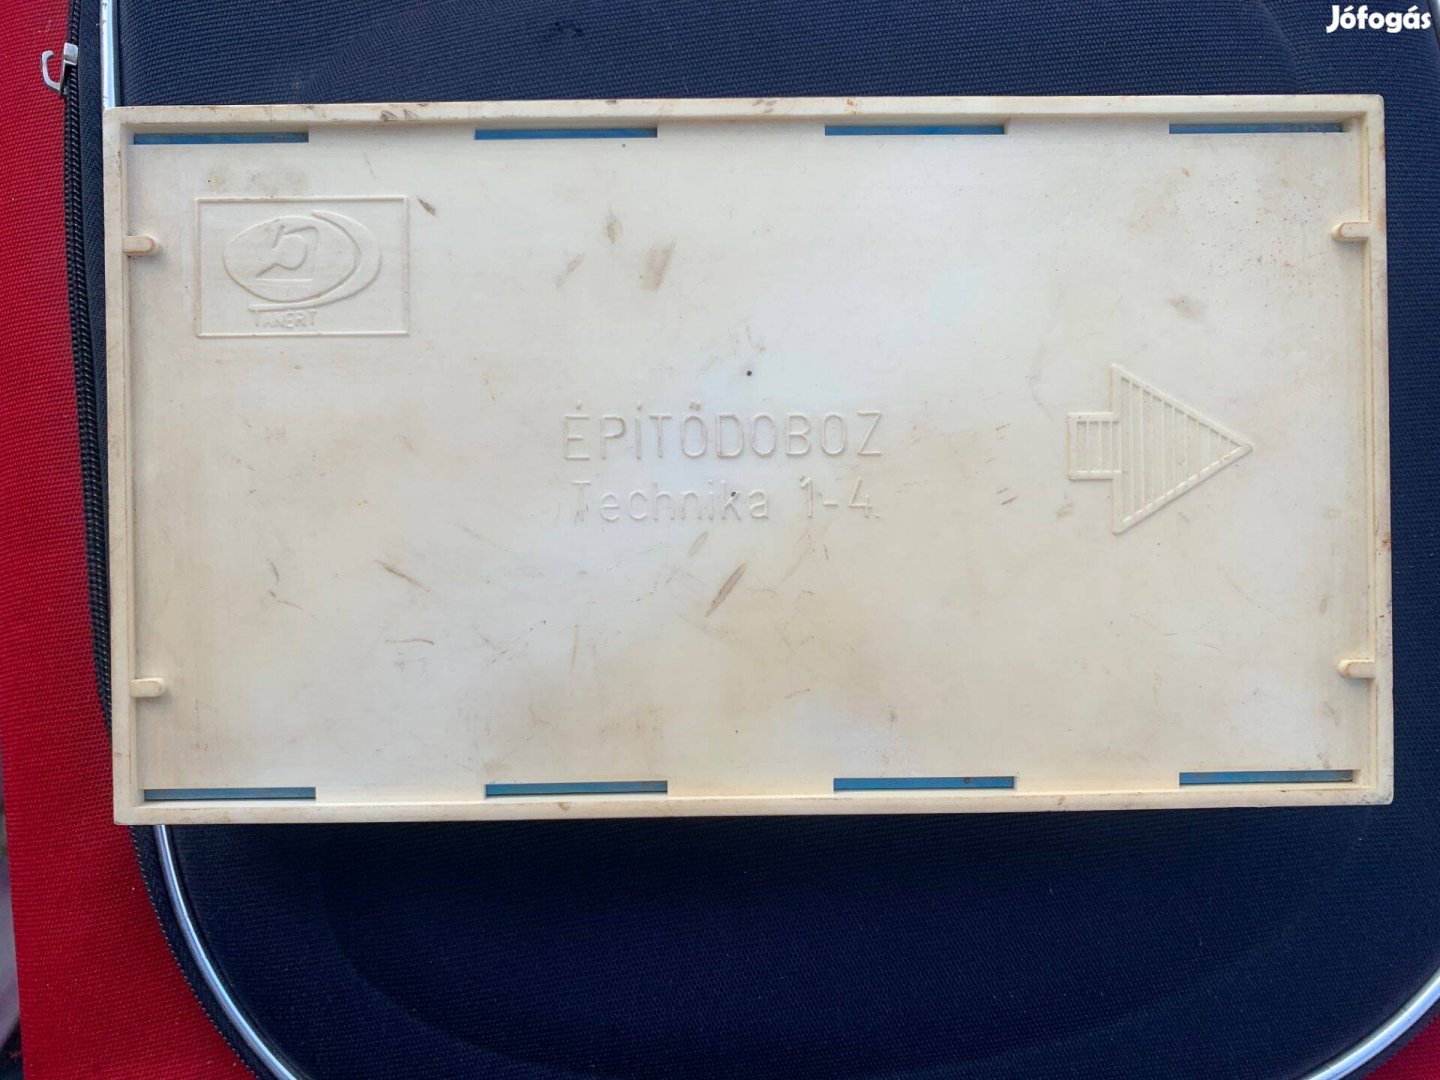 Jófogás
TANÉRT
ÉPÍTŐDOBOZ
Technika 1-4.